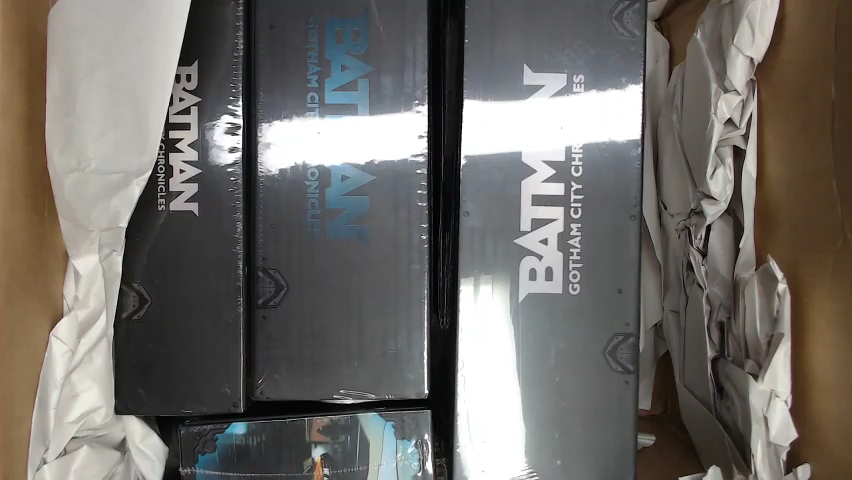 BATMAN
CHRONICLES
BATMAN
GOTHAM CITY CHRONICLES
BATMAN
GOTHAM CITY CHRONICLES